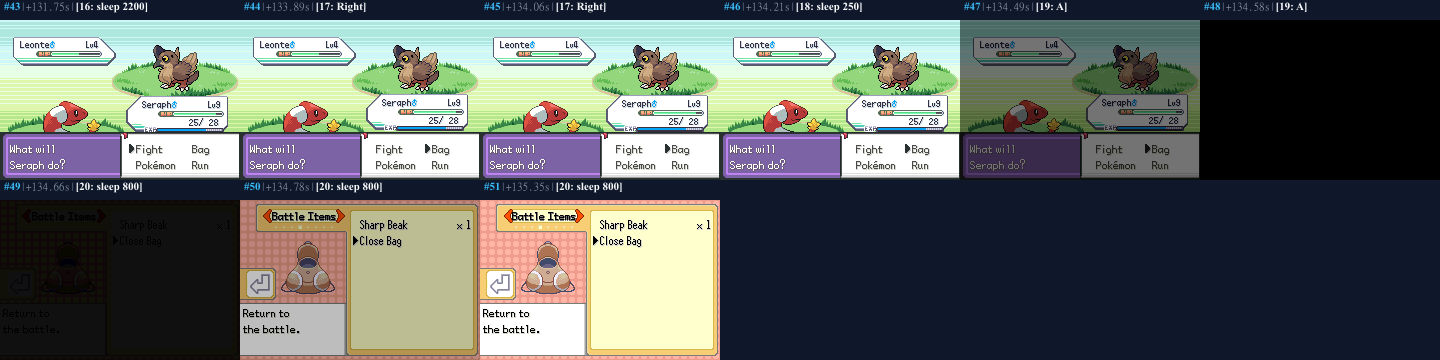 #43|+131.75s|[16: sleep 2200]
#44|+133.89s|[17: Right]
#45|+134.06s|[17: Right]
#46|+134.21s|[18: sleep 250]
#47|+134.49s|[19: A]
#48|+134.58s|[19: A]
Leonte♂ Lv4
Seraph♂ Lv9
25/ 28
EXP
What will
Seraph do?
Fight Bag
Pokémon Run
Leonte♂ Lv4
Seraph♂ Lv9
25/ 28
EXP
What will
Seraph do?
Fight Bag
Pokémon Run
Leonte♂ Lv4
Seraph♂ Lv9
25/ 28
EXP
What will
Seraph do?
Fight Bag
Pokémon Run
Leonte♂ Lv4
Seraph♂ Lv9
25/ 28
EXP
What will
Seraph do?
Fight Bag
Pokémon Run
Leonte♂ Lv4
Seraph♂ Lv9
25/ 28
EXP
What will
Seraph do?
Fight Bag
Pokémon Run
#49|+134.66s|[20: sleep 800]
#50|+134.78s|[20: sleep 800]
#51|+135.35s|[20: sleep 800]
Battle Items
Sharp Beak ×1
Close Bag
Return to
the battle.
Battle Items
Sharp Beak ×1
Close Bag
Return to
the battle.
Battle Items
Sharp Beak ×1
Close Bag
Return to
the battle.